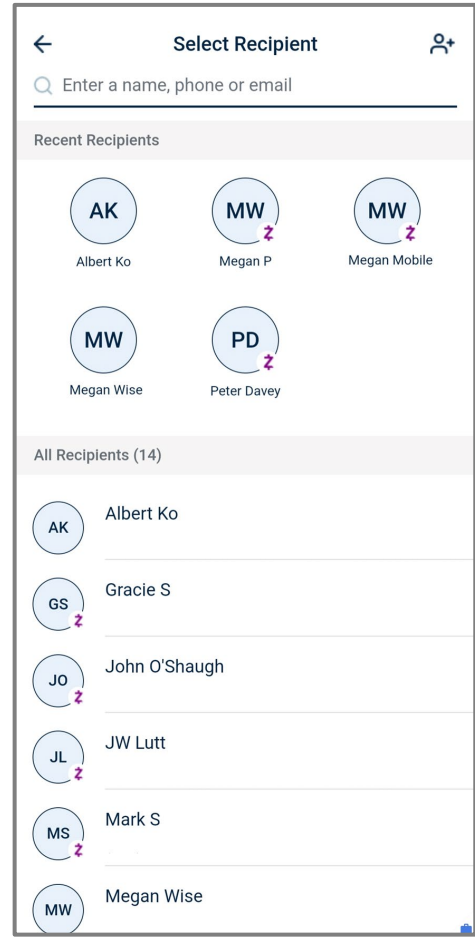 Select Recipient
Enter a name, phone or email
Recent Recipients
AK MW MW
Albert Ko Megan P Megan Mobile
MW PD
Megan Wise Peter Davey
All Recipients (14)
AK Albert Ko
GS Gracie S
JO John O'Shaugh
JL JW Lutt
MS Mark S
MW Megan Wise